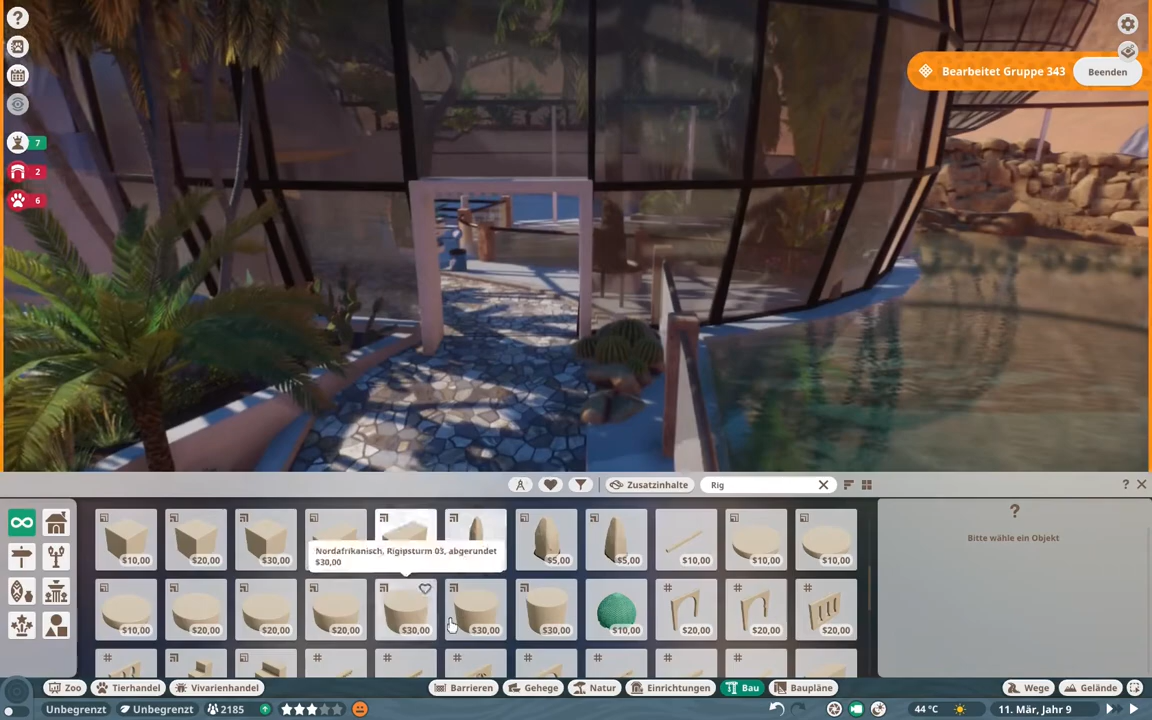 ?
Bearbeitet Gruppe 343
Beenden
7
2
6
Zusatzinhalte
Rig
?
?
Bitte wähle ein Objekt
$10,00
$20,00
$30,00
$5,00
$5,00
$10,00
$10,00
$10,00
Nordafrikanisch, Rigipsturm 03, abgerundet
$30,00
$10,00
$20,00
$20,00
$20,00
$30,00
$30,00
$30,00
$10,00
$20,00
$20,00
$20,00
Zoo
Tierhandel
Vivarienhandel
Barrieren
Gehege
Natur
Einrichtungen
Bau
Baupläne
Wege
Gelände
Unbegrenzt
Unbegrenzt
2185
44 °C
11. Mär, Jahr 9